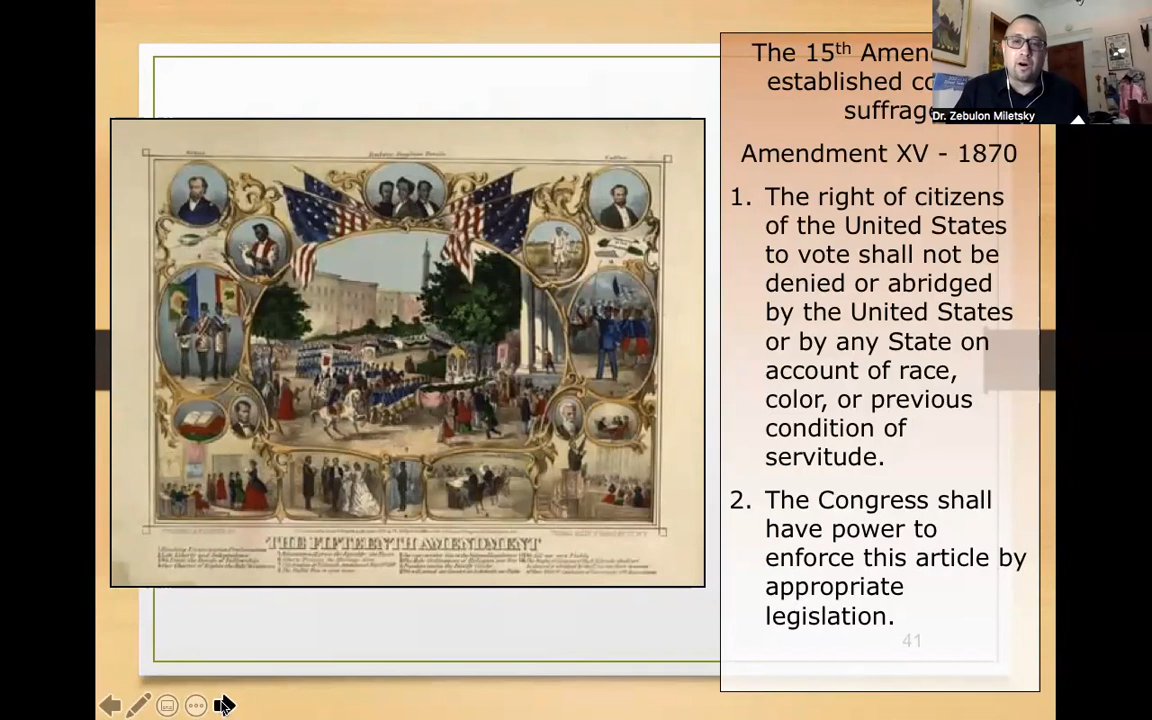 The 15th Amen
established co
suffrag
Dr. Zebulon Miletsky
Amendment XV - 1870
1. The right of citizens
of the United States
to vote shall not be
denied or abridged
by the United States
or by any State on
account of race,
color, or previous
condition of
servitude.
2. The Congress shall
have power to
enforce this article by
appropriate
legislation.
41
THE FIFTEENTH AMENDMENT